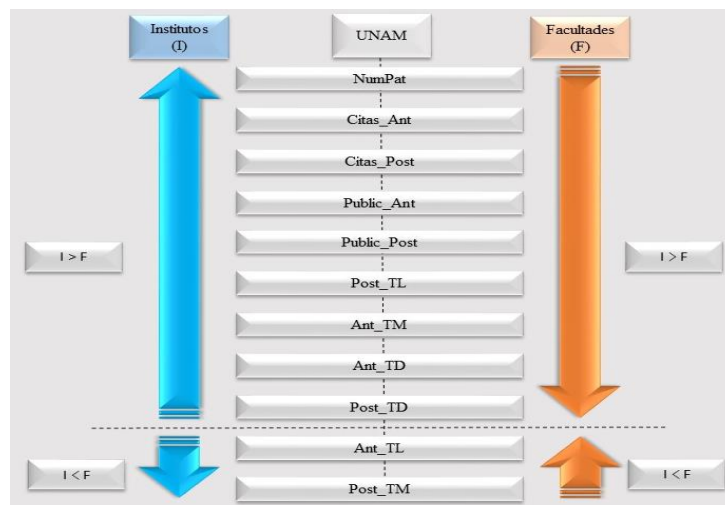 Institutos
(I)
UNAM
Facultades
(F)
NumPat
Citas_Ant
Citas_Post
Public_Ant
Public_Post
I > F
I > F
Post_TL
Ant_TM
Ant_TD
Post_TD
Ant_TL
I < F
I < F
Post_TM